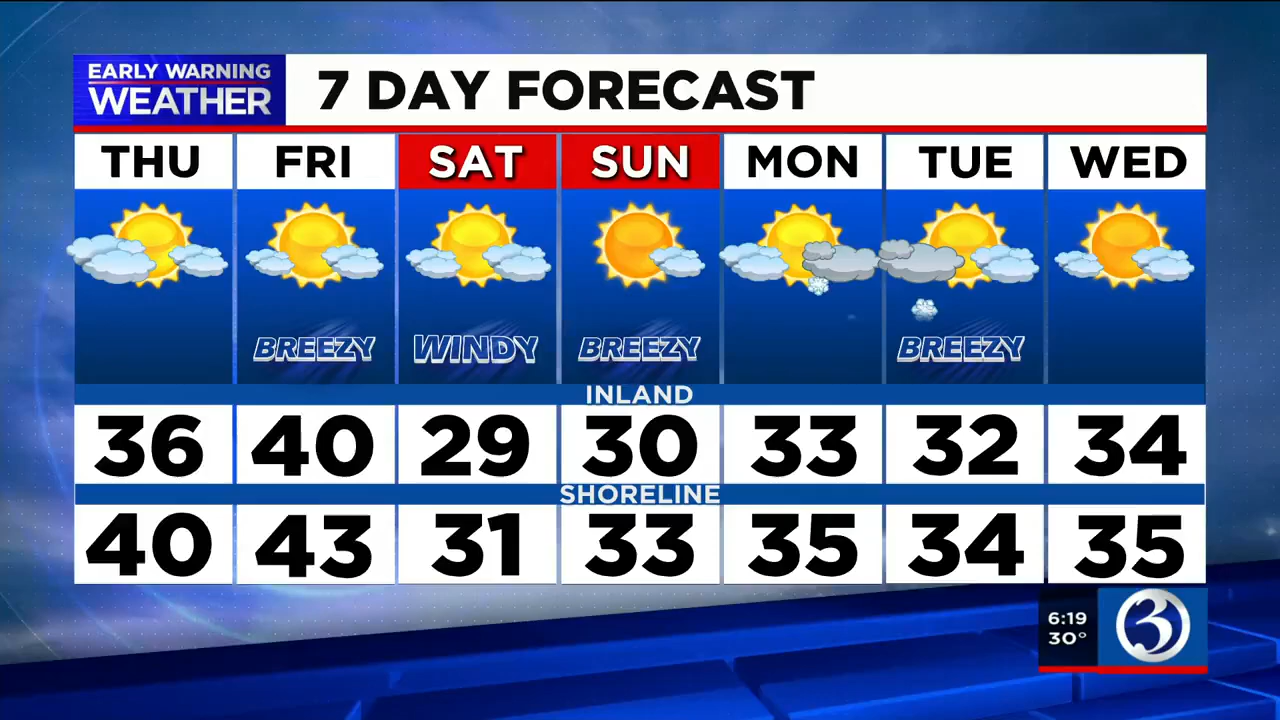 EARLY WARNING
WEATHER
7 DAY FORECAST
THU FRI SAT SUN MON TUE WED
BREEZY WINDY BREEZY BREEZY
INLAND
36 40 29 30 33 32 34
SHORELINE
40 43 31 33 35 34 35
6:19
30°
3